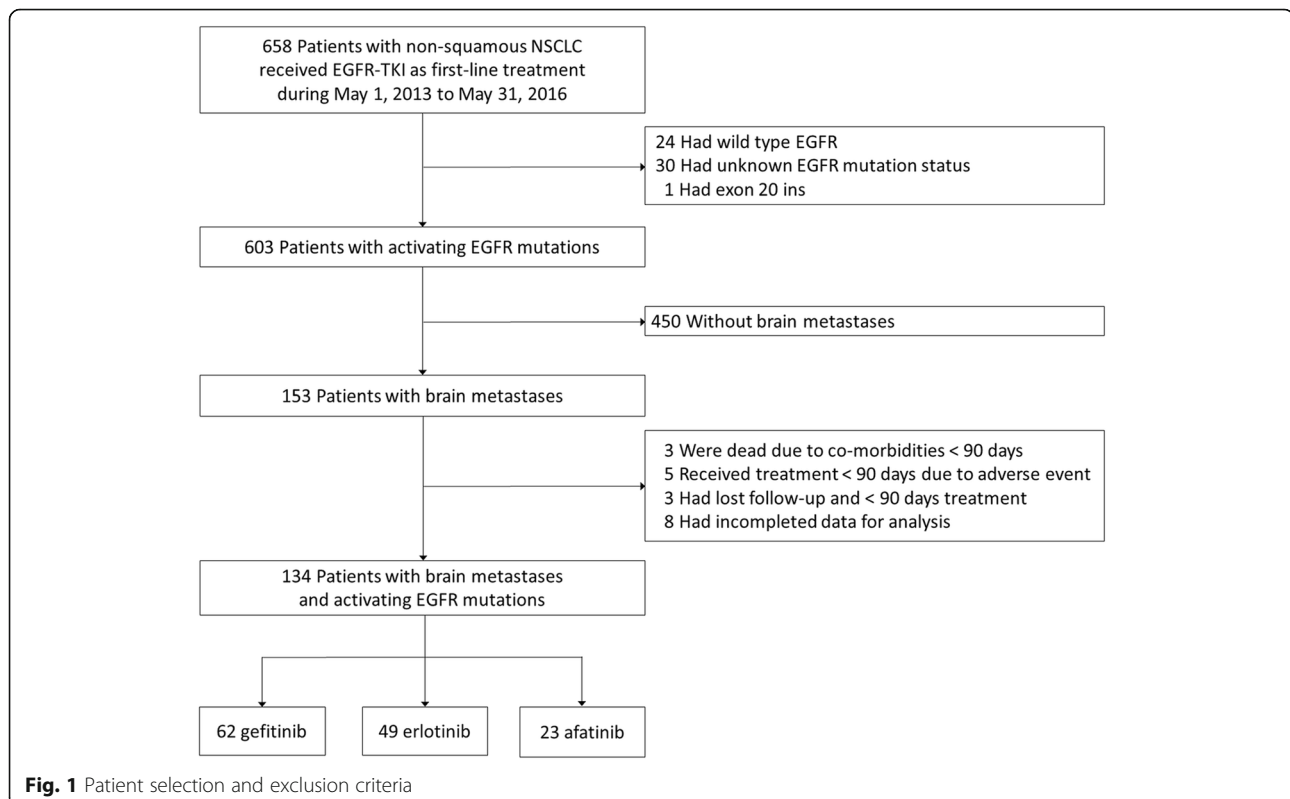 658 Patients with non-squamous NSCLC
received EGFR-TKI as first-line treatment
during May 1, 2013 to May 31, 2016
24 Had wild type EGFR
30 Had unknown EGFR mutation status
1 Had exon 20 ins
603 Patients with activating EGFR mutations
450 Without brain metastases
153 Patients with brain metastases
3 Were dead due to co-morbidities < 90 days
5 Received treatment < 90 days due to adverse event
3 Had lost follow-up and < 90 days treatment
8 Had incompleted data for analysis
134 Patients with brain metastases
and activating EGFR mutations
62 gefitinib
49 erlotinib
23 afatinib
Fig. 1 Patient selection and exclusion criteria